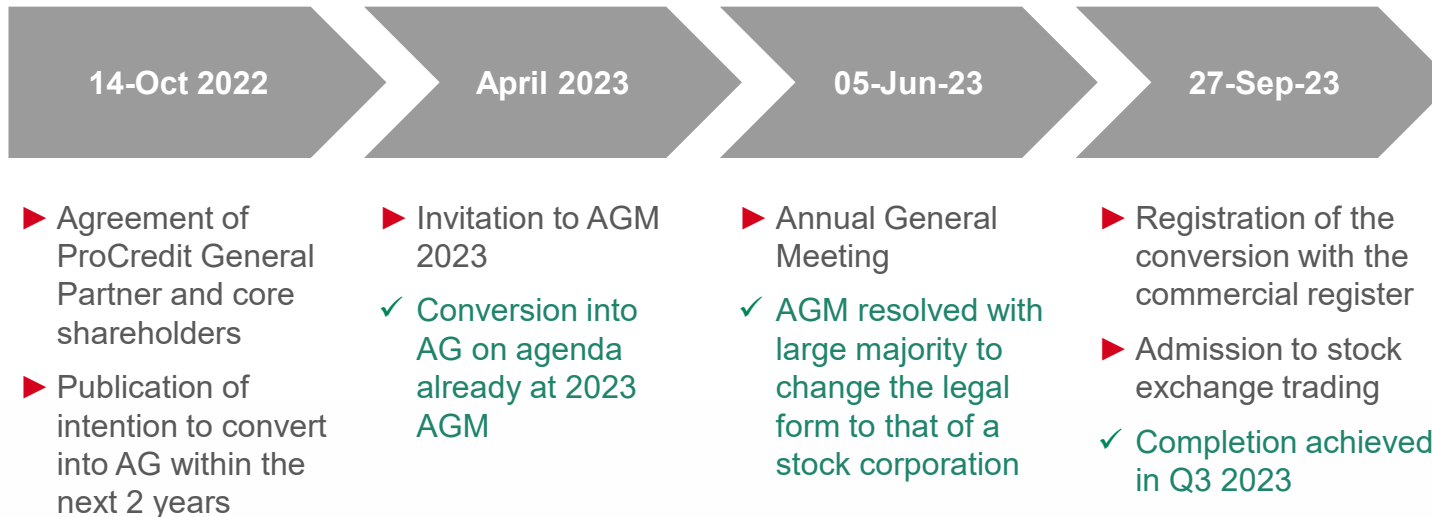 14-Oct 2022
April 2023
05-Jun-23
27-Sep-23
► Agreement of
ProCredit General
Partner and core
shareholders
► Publication of
intention to convert
into AG within the
next 2 years
► Invitation to AGM
2023
✓ Conversion into
AG on agenda
already at 2023
AGM
► Annual General
Meeting
✓ AGM resolved with
large majority to
change the legal
form to that of a
stock corporation
► Registration of the
conversion with the
commercial register
► Admission to stock
exchange trading
✓ Completion achieved
in Q3 2023